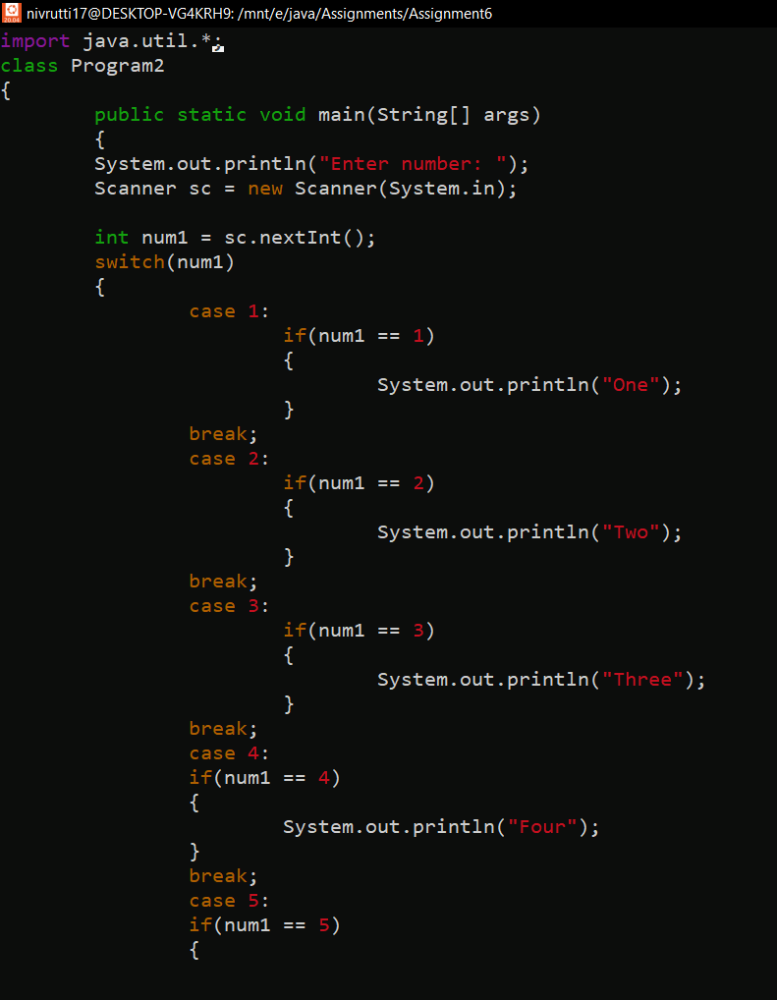 20.04 nivrutti17@DESKTOP-VG4KRH9: /mnt/e/java/Assignments/Assignment6
import java.util.*;
class Program2
{
public static void main(String[] args)
{
System.out.println("Enter number: ");
Scanner sc = new Scanner(System.in);
int num1 = sc.nextInt();
switch(num1)
{
case 1:
if(num1 == 1)
{
System.out.println("One");
}
break;
case 2:
if(num1 == 2)
{
System.out.println("Two");
}
break;
case 3:
if(num1 == 3)
{
System.out.println("Three");
}
break;
case 4:
if(num1 == 4)
{
System.out.println("Four");
}
break;
case 5:
if(num1 == 5)
{